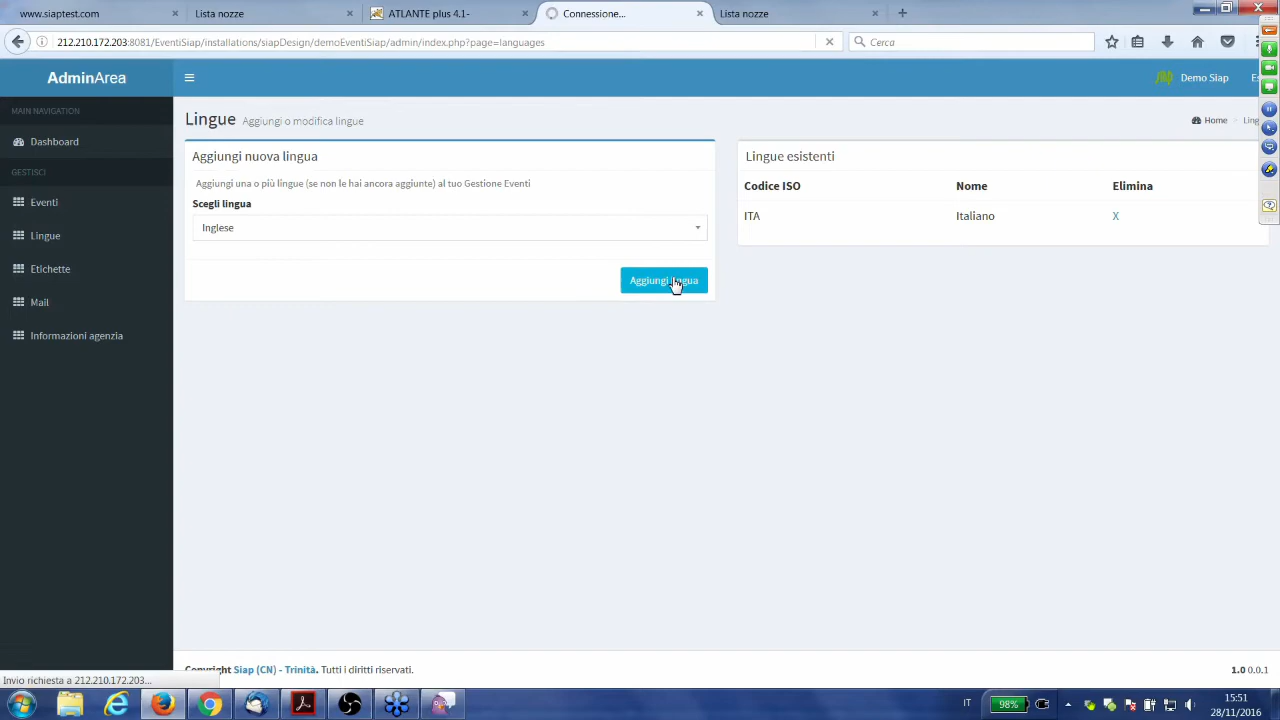 www.siaptest.com
Lista nozze
ATLANTE plus 4.1-
Connessione...
Lista nozze
212.210.172.203:8081/EventiSiap/installations/siapDesign/demoEventiSiap/admin/index.php?page=languages
Cerca
AdminArea
Demo Siap
Es
MAIN NAVIGATION
Dashboard
GESTISCI
Eventi
Lingue
Etichette
Mail
Informazioni agenzia
Lingue Aggiungi o modifica lingue
Home
Ling
Aggiungi nuova lingua
Aggiungi una o più lingue (se non le hai ancora aggiunte) al tuo Gestione Eventi
Scegli lingua
Inglese
Aggiungi lingua
Lingue esistenti
Codice ISO Nome Elimina
ITA Italiano X
Copyright Siap (CN) - Trinità. Tutti i diritti riservati.
1.0 0.0.1
Invio richiesta a 212.210.172.203...
IT
98%
15:51
28/11/2016